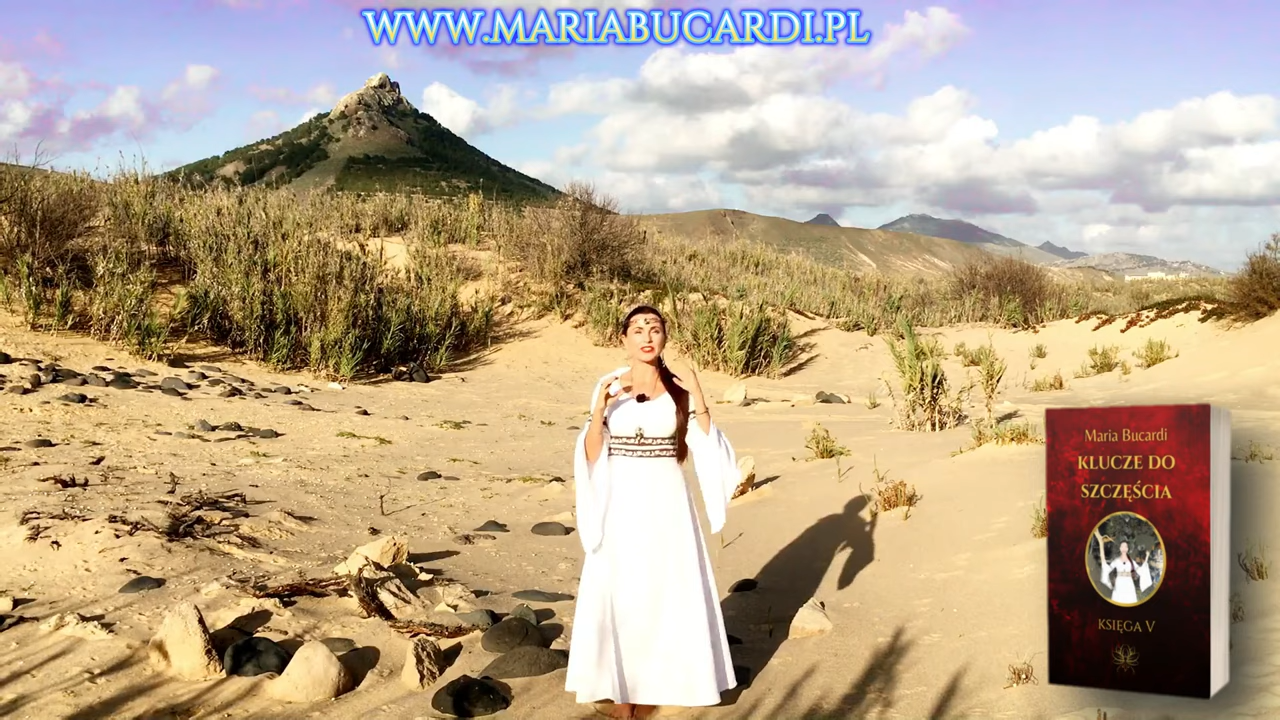 WWW.MARIABUCARDI.PL
Maria Bucardi
KLUCZE DO
SZCZĘŚCIA
KSIĘGA V